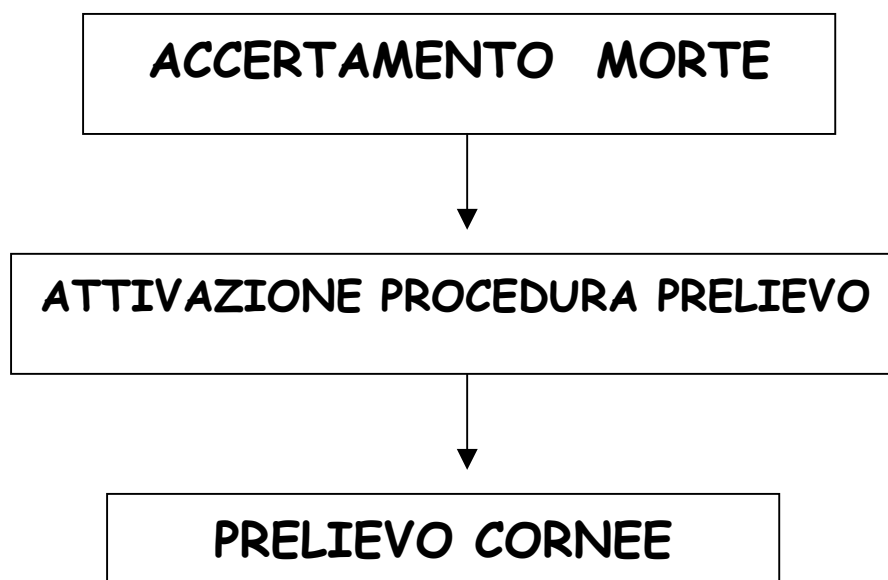 ACCERTAMENTO MORTE
ATTIVAZIONE PROCEDURA PRELIEVO
PRELIEVO CORNEE